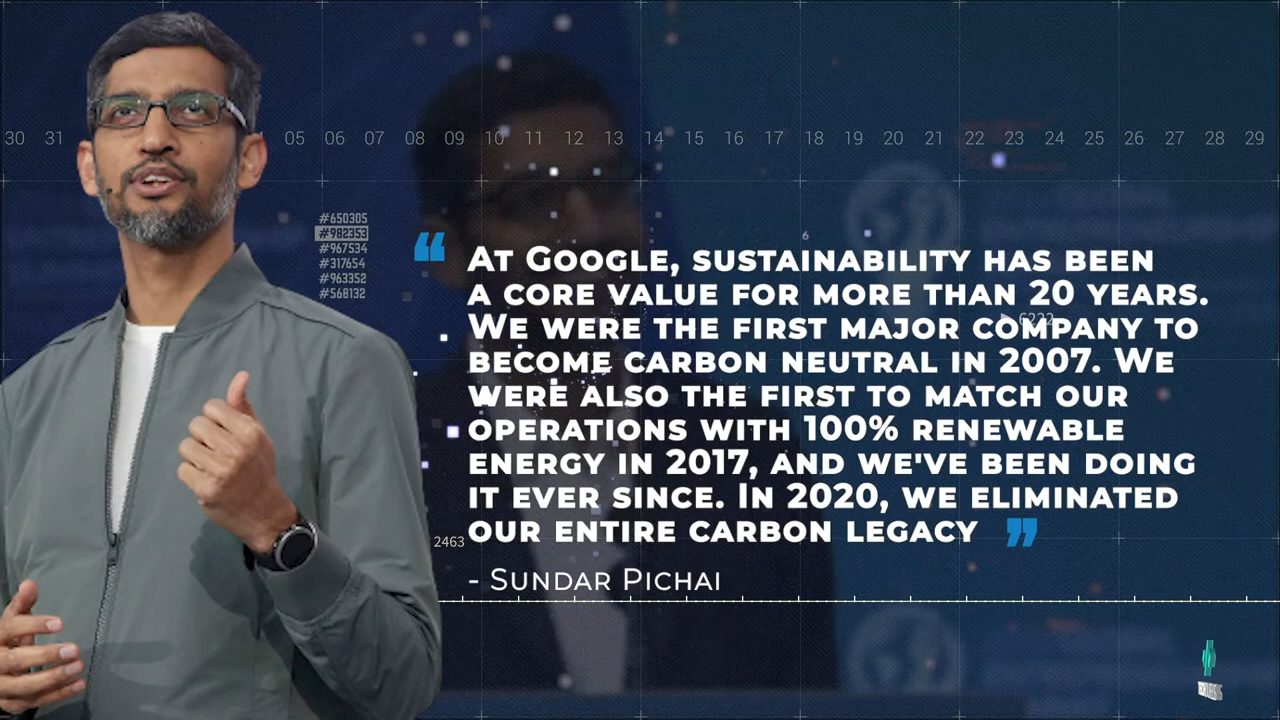 30 31 05 06 07 08 09 10 11 12 13 14 15 16 17 18 19 20 21 22 23 24 25 26 27 28 29
#650305
#982353
#967534
#317654
#963352
#568132
6
“ At Google, sustainability has been
a core value for more than 20 years.
6222
We were the first major company to
become carbon neutral in 2007. We
were also the first to match our
operations with 100% renewable
energy in 2017, and we've been doing
it ever since. In 2020, we eliminated
2463
our entire carbon legacy ”
- Sundar Pichai